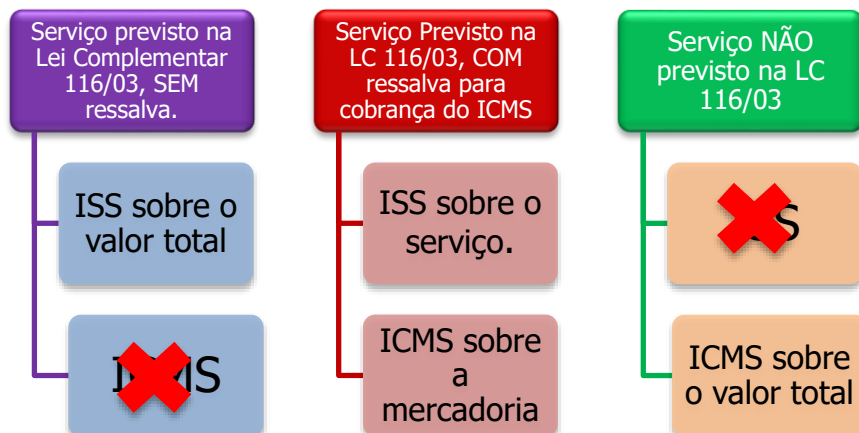 Serviço previsto na
Lei Complementar
116/03, SEM
ressalva.
ISS sobre o
valor total
ICMS
Serviço Previsto na
LC 116/03, COM
ressalva para
cobrança do ICMS
ISS sobre o
serviço.
ICMS sobre
a
mercadoria
Serviço NÃO
previsto na LC
116/03
ISS
ICMS sobre
o valor total